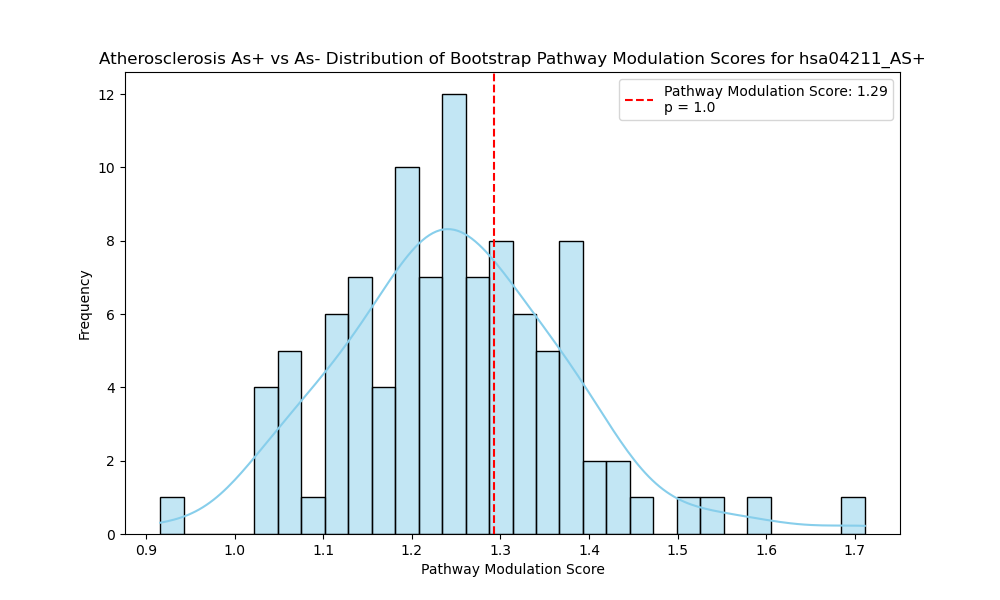 Atherosclerosis As+ vs As- Distribution of Bootstrap Pathway Modulation Scores for hsa04211_AS+
Pathway Modulation Score: 1.29
p = 1.0
12
10
8
6
4
2
0
Frequency
0.9 1.0 1.1 1.2 1.3 1.4 1.5 1.6 1.7
Pathway Modulation Score